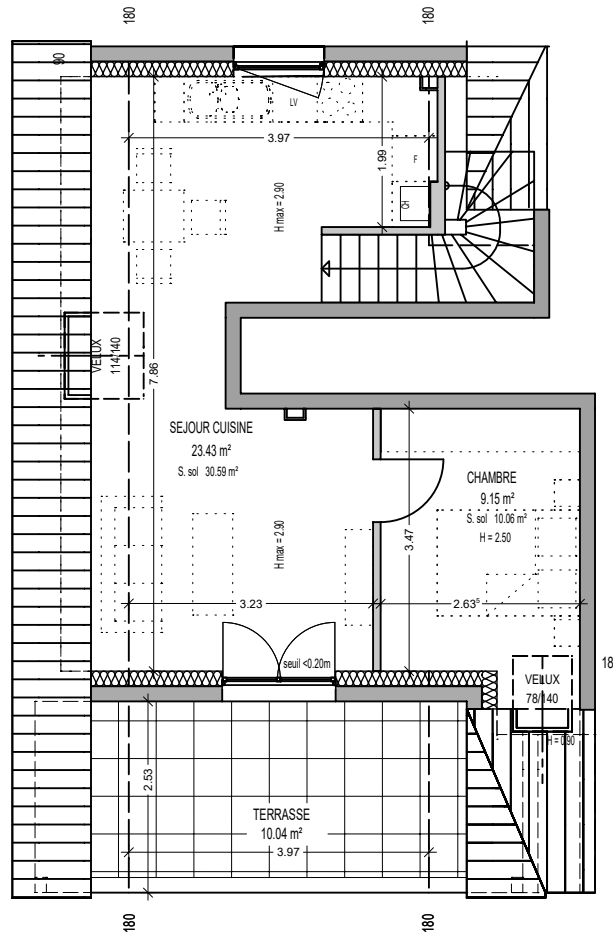 180
180
90
LV
3.97
1.99
F
CH
H max = 2.90
VELUX
114/140
7.86
SEJOUR CUISINE
23.43 m²
S. sol 30.59 m²
CHAMBRE
9.15 m²
S. sol 10.06 m²
H = 2.50
H max = 2.90
3.47
3.23
2.63⁵
seuil <0.20m
18
VELUX
78/140
H = 0.90
2.53
TERRASSE
10.04 m²
3.97
180
180